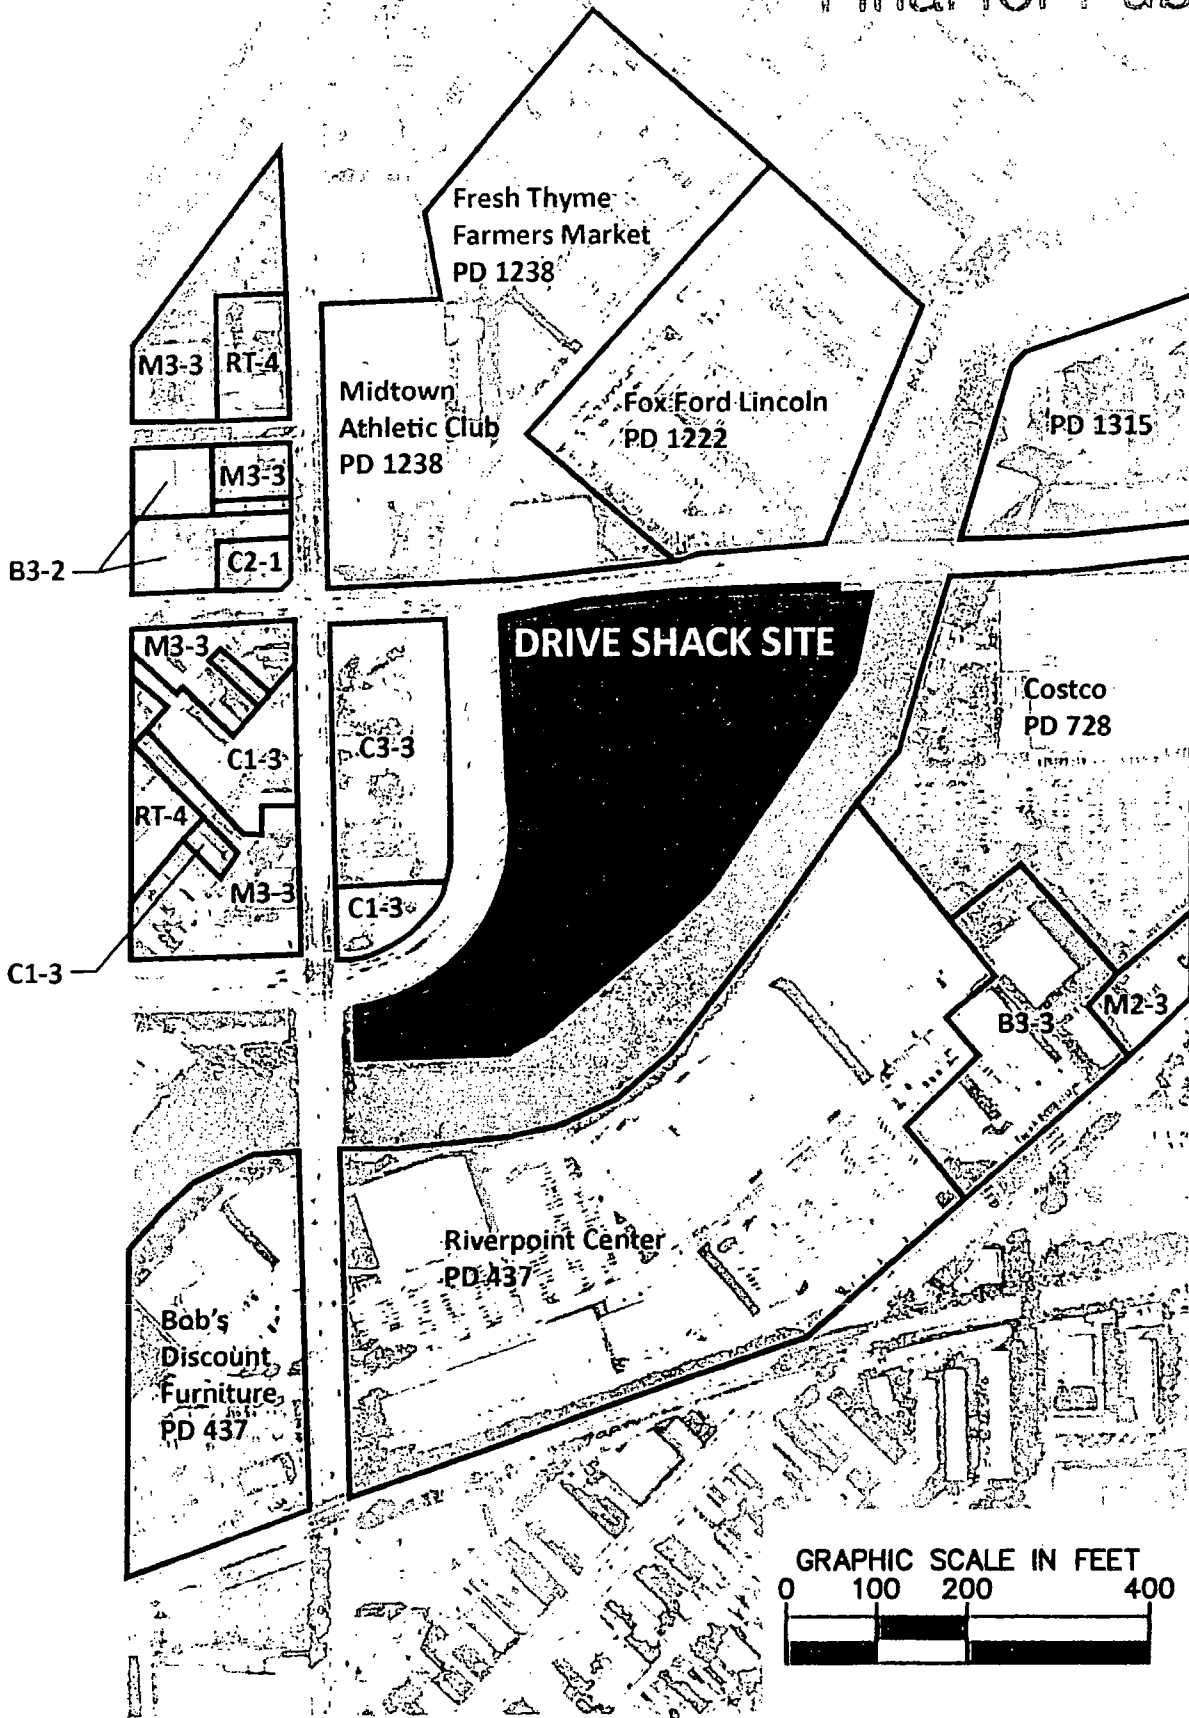 Fresh Thyme
Farmers Market
PD 1238
M3-3
RT-4
Midtown
Athletic Club
PD 1238
Fox Ford Lincoln
PD 1222
PD 1315
M3-3
B3-2
C2-1
M3-3
DRIVE SHACK SITE
Costco
PD 728
C1-3
C3-3
RT-4
M3-3
C1-3
C1-3
B3-3
M2-3
Riverpoint Center
PD 437
Bob's
Discount
Furniture
PD 437
GRAPHIC SCALE IN FEET
0 100 200 400